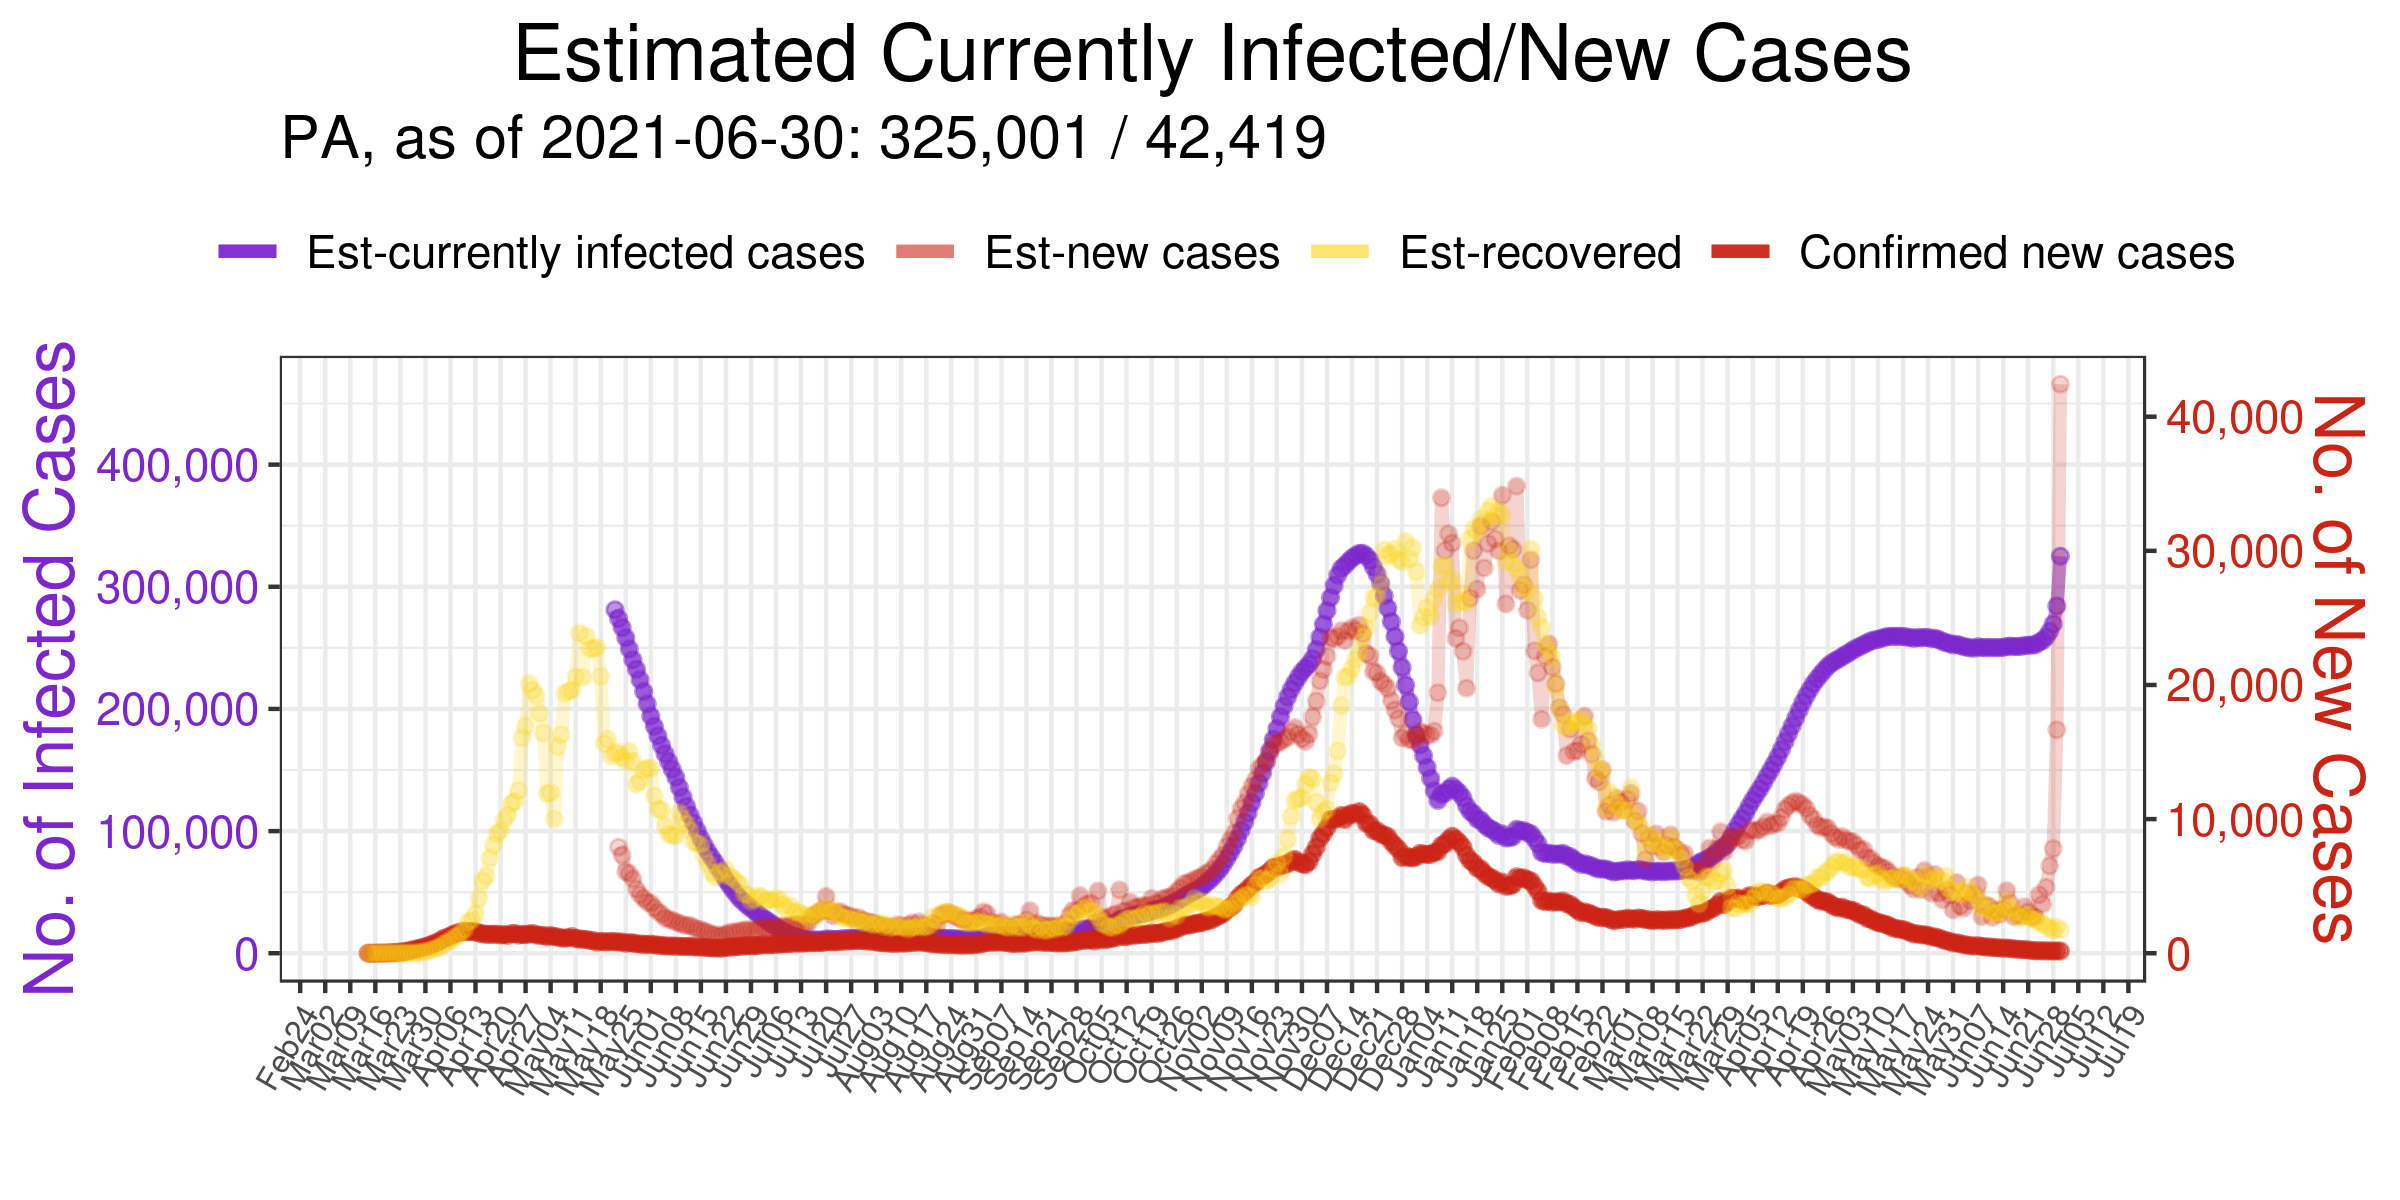 Estimated Currently Infected/New Cases
PA, as of 2021-06-30: 325,001 / 42,419
Est-currently infected cases Est-new cases Est-recovered Confirmed new cases
No. of Infected Cases
400,000
300,000
200,000
100,000
0
40,000
30,000
20,000
10,000
0
No. of New Cases
Feb24
Mar02
Mar09
Mar16
Mar23
Mar30
Apr06
Apr13
Apr20
Apr27
May04
May11
May18
May25
Jun01
Jun08
Jun15
Jun22
Jun29
Jul06
Jul13
Jul20
Jul27
Aug03
Aug10
Aug17
Aug24
Aug31
Sep07
Sep14
Sep21
Sep28
Oct05
Oct12
Oct19
Oct26
Nov02
Nov09
Nov16
Nov23
Nov30
Dec07
Dec14
Dec21
Dec28
Jan04
Jan11
Jan18
Jan25
Feb01
Feb08
Feb15
Feb22
Mar01
Mar08
Mar15
Mar22
Mar29
Apr05
Apr12
Apr19
Apr26
May03
May10
May17
May24
May31
Jun07
Jun14
Jun21
Jun28
Jul05
Jul12
Jul19